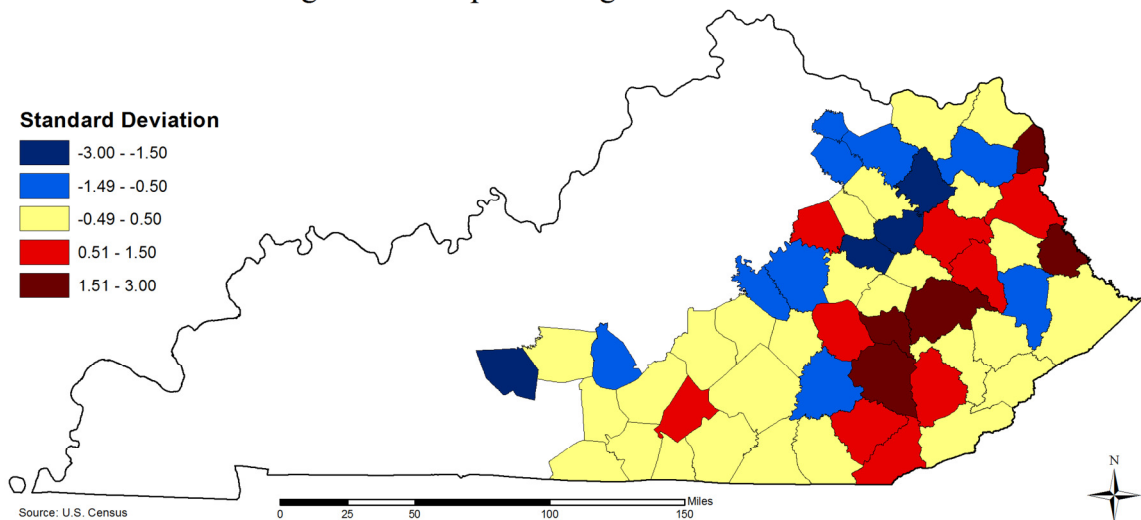 Standard Deviation
-3.00 - -1.50
-1.49 - -0.50
-0.49 - 0.50
0.51 - 1.50
1.51 - 3.00
N
Miles
0 25 50 100 150
Source: U.S. Census